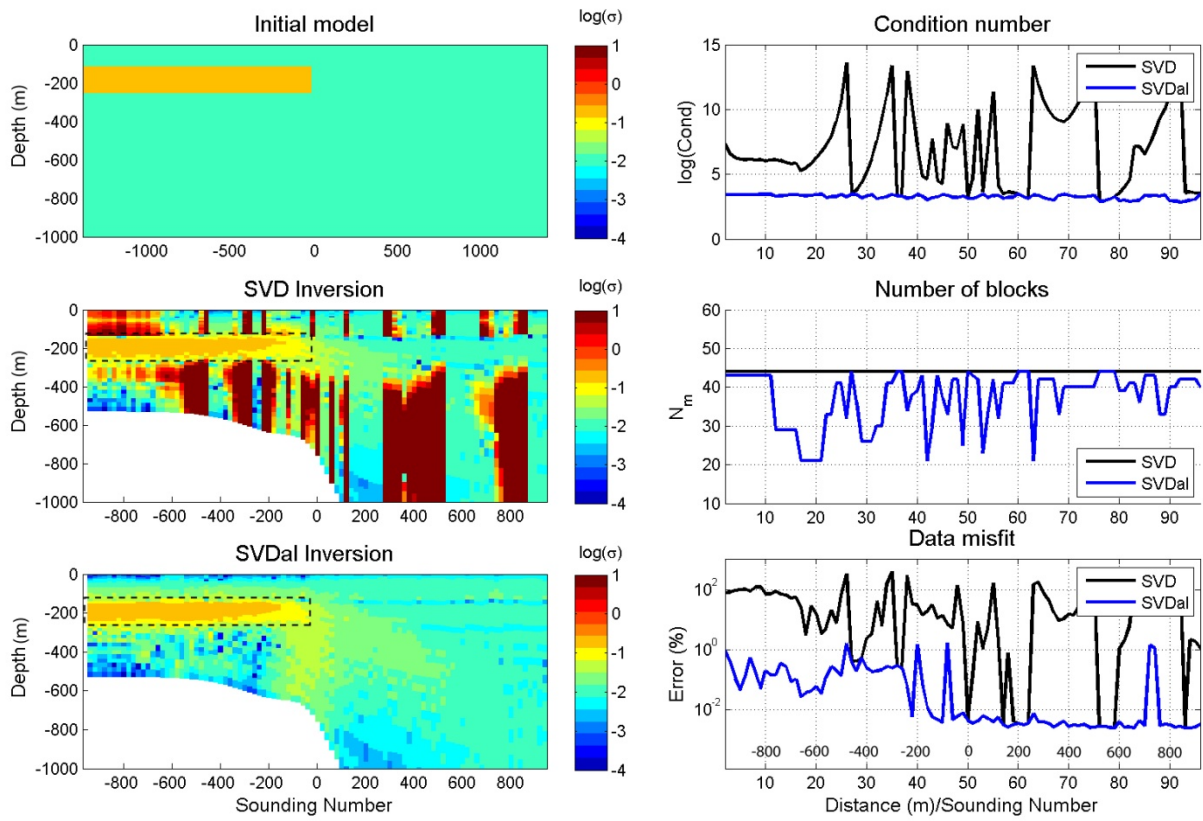 Initial model
log(σ)
Depth (m)
0
-200
-400
-600
-800
-1000
-1000 -500 0 500 1000
1
0
-1
-2
-3
-4
Condition number
log(Cond)
15
10
5
0
10 20 30 40 50 60 70 80 90
SVD
SVDal
SVD Inversion
log(σ)
Depth (m)
0
-200
-400
-600
-800
-1000
-800 -600 -400 -200 0 200 400 600 800
1
0
-1
-2
-3
-4
Number of blocks
N_m
60
50
40
30
20
10
10 20 30 40 50 60 70 80 90
SVD
SVDal
SVDal Inversion
log(σ)
Depth (m)
0
-200
-400
-600
-800
-1000
-800 -600 -400 -200 0 200 400 600 800
Sounding Number
1
0
-1
-2
-3
-4
Data misfit
Error (%)
10^2
10^0
10^-2
SVD
SVDal
-800 -600 -400 -200 0 200 400 600 800
10 20 30 40 50 60 70 80 90
Distance (m)/Sounding Number